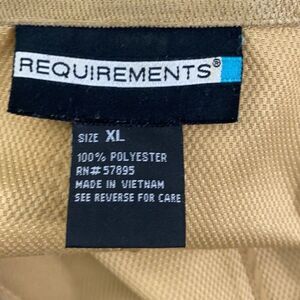 REQUIREMENTS®
SIZE XL
100% POLYESTER
RN# 57895
MADE IN VIETNAM
SEE REVERSE FOR CARE